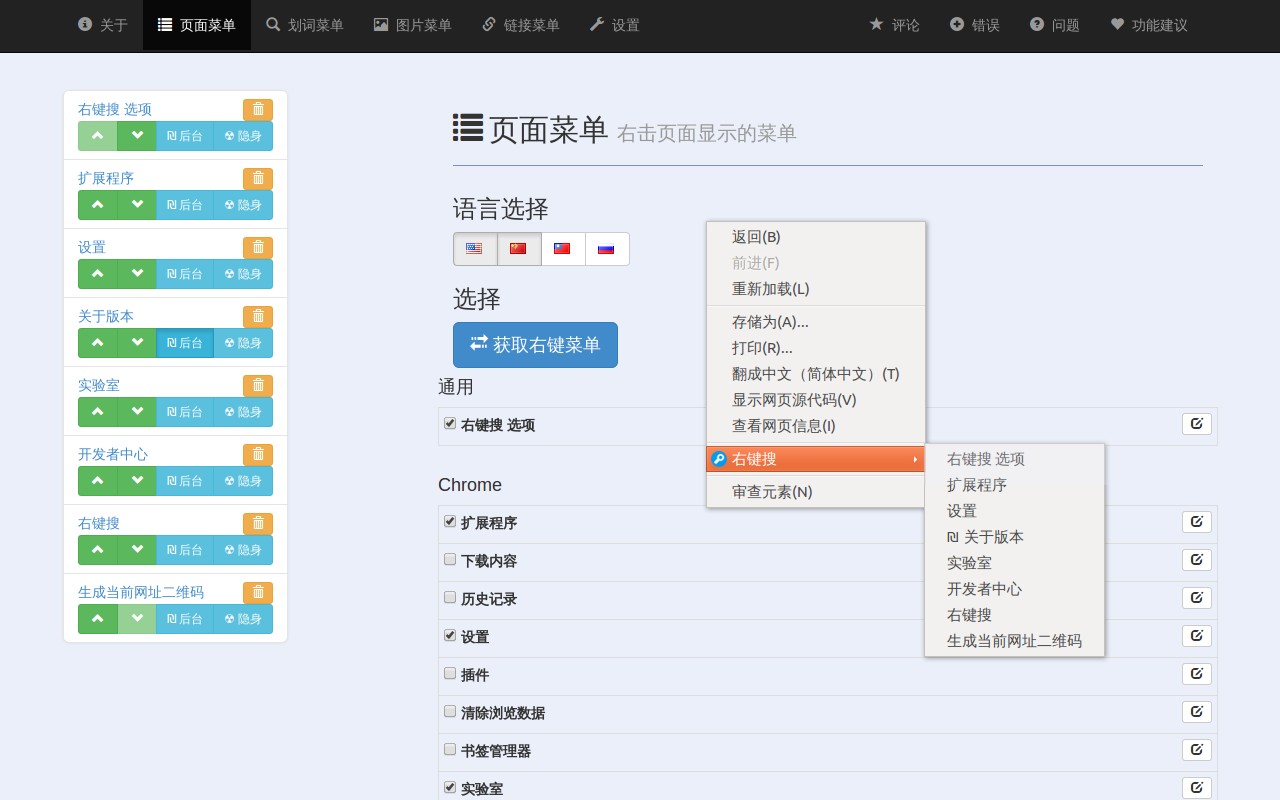 关于 页面菜单 划词菜单 图片菜单 链接菜单 设置 评论 错误 问题 功能建议
右键搜 选项
₪ 后台 ☢ 隐身
扩展程序
₪ 后台 ☢ 隐身
设置
₪ 后台 ☢ 隐身
关于版本
₪ 后台 ☢ 隐身
实验室
₪ 后台 ☢ 隐身
开发者中心
₪ 后台 ☢ 隐身
右键搜
₪ 后台 ☢ 隐身
生成当前网址二维码
₪ 后台 ☢ 隐身
页面菜单 右击页面显示的菜单
语言选择
选择
获取右键菜单
通用
右键搜 选项
Chrome
扩展程序
下载内容
历史记录
设置
插件
清除浏览数据
书签管理器
实验室
返回(B)
前进(F)
重新加载(L)
存储为(A)...
打印(R)...
翻成中文（简体中文）(T)
显示网页源代码(V)
查看网页信息(I)
右键搜
审查元素(N)
右键搜 选项
扩展程序
设置
₪ 关于版本
实验室
开发者中心
右键搜
生成当前网址二维码